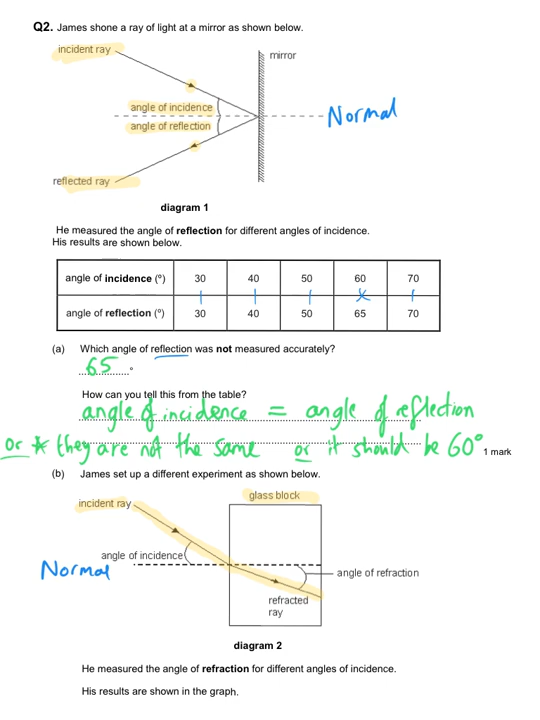 Q2. James shone a ray of light at a mirror as shown below.
incident ray
mirror
angle of incidence
Normal
angle of reflection
reflected ray
diagram 1
He measured the angle of reflection for different angles of incidence.
His results are shown below.
angle of incidence (°) 30 40 50 60 70
angle of reflection (°) 30 40 50 65 70
(a) Which angle of reflection was not measured accurately?
65 °
How can you tell this from the table?
angle of incidence = angle of reflection
or * they are not the same or it should be 60°
1 mark
(b) James set up a different experiment as shown below.
glass block
incident ray
angle of incidence
Normal
angle of refraction
refracted
ray
diagram 2
He measured the angle of refraction for different angles of incidence.
His results are shown in the graph.